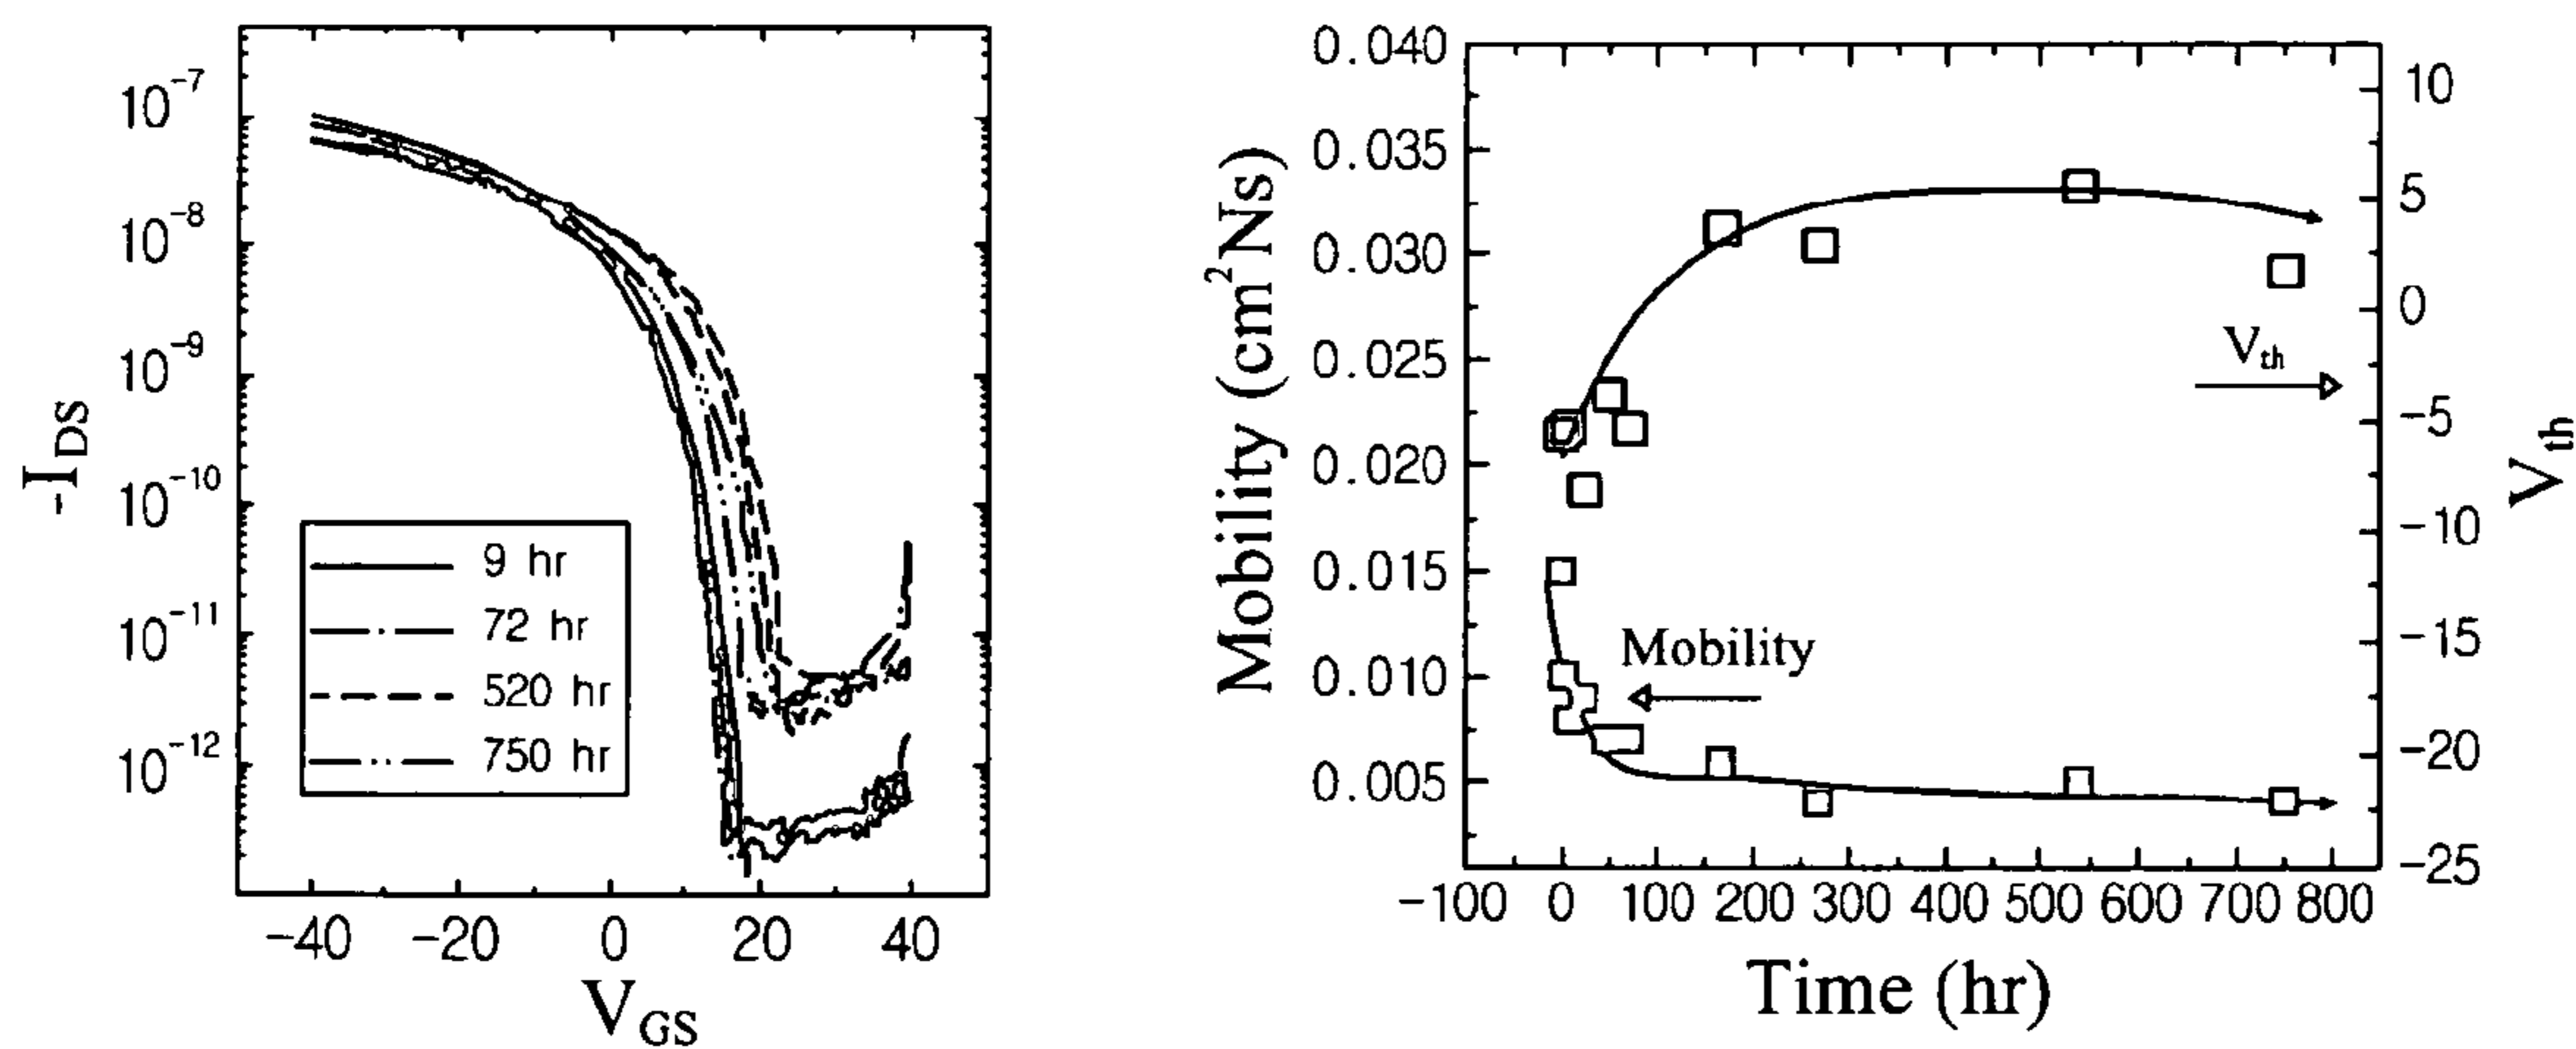 -I_DS
10⁻⁷
10⁻⁸
10⁻⁹
10⁻¹⁰
10⁻¹¹
10⁻¹²
9 hr
72 hr
520 hr
750 hr
-40 -20 0 20 40
V_GS
Mobility (cm²Ns)
0.040
0.035
0.030
0.025
0.020
0.015
0.010
0.005
V_th
Mobility
10
5
0
-5
-10
-15
-20
-25
V_th
-100 0 100 200 300 400 500 600 700 800
Time (hr)